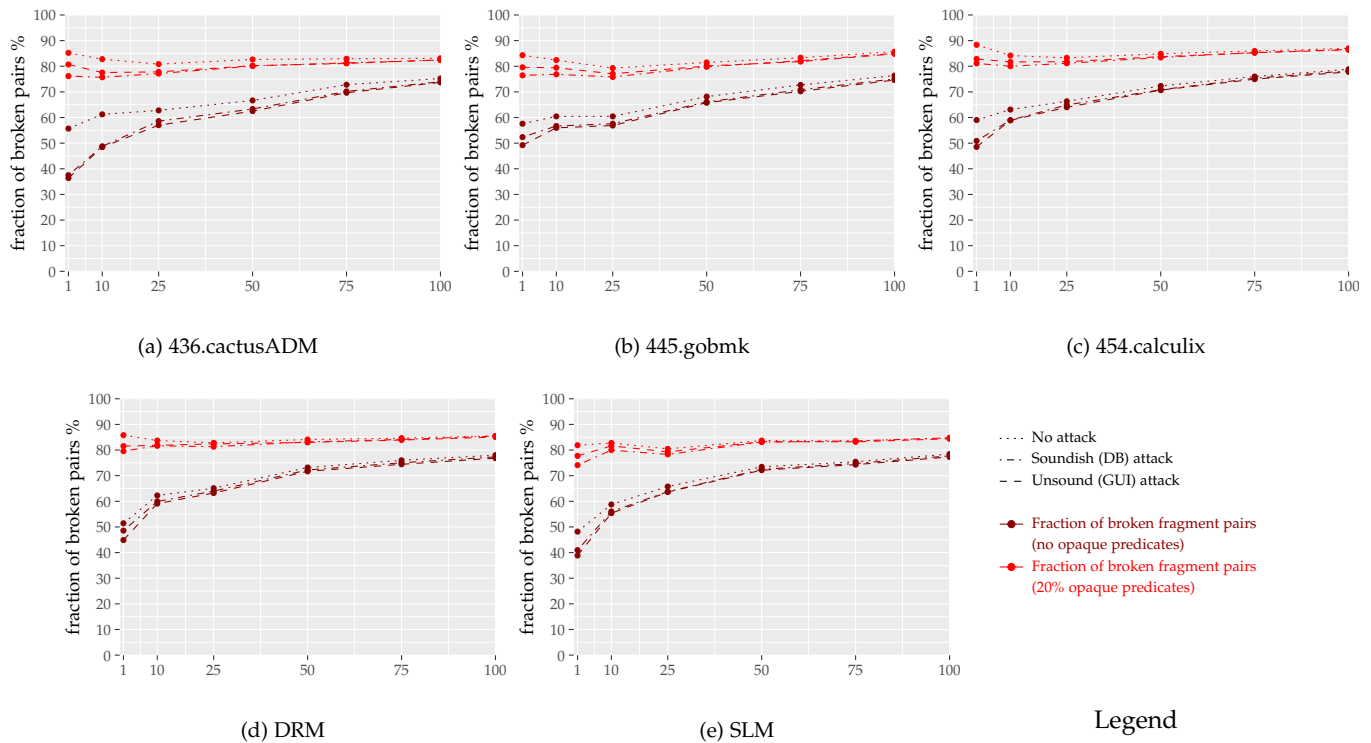 fraction of broken pairs %
100
90
80
70
60
50
40
30
20
10
0
1 10 25 50 75 100
(a) 436.cactusADM
fraction of broken pairs %
100
90
80
70
60
50
40
30
20
10
0
1 10 25 50 75 100
(b) 445.gobmk
fraction of broken pairs %
100
90
80
70
60
50
40
30
20
10
0
1 10 25 50 75 100
(c) 454.calculix
fraction of broken pairs %
100
90
80
70
60
50
40
30
20
10
0
1 10 25 50 75 100
(d) DRM
fraction of broken pairs %
100
90
80
70
60
50
40
30
20
10
0
1 10 25 50 75 100
(e) SLM
No attack
Soundish (DB) attack
Unsound (GUI) attack
Fraction of broken fragment pairs
(no opaque predicates)
Fraction of broken fragment pairs
(20% opaque predicates)
Legend